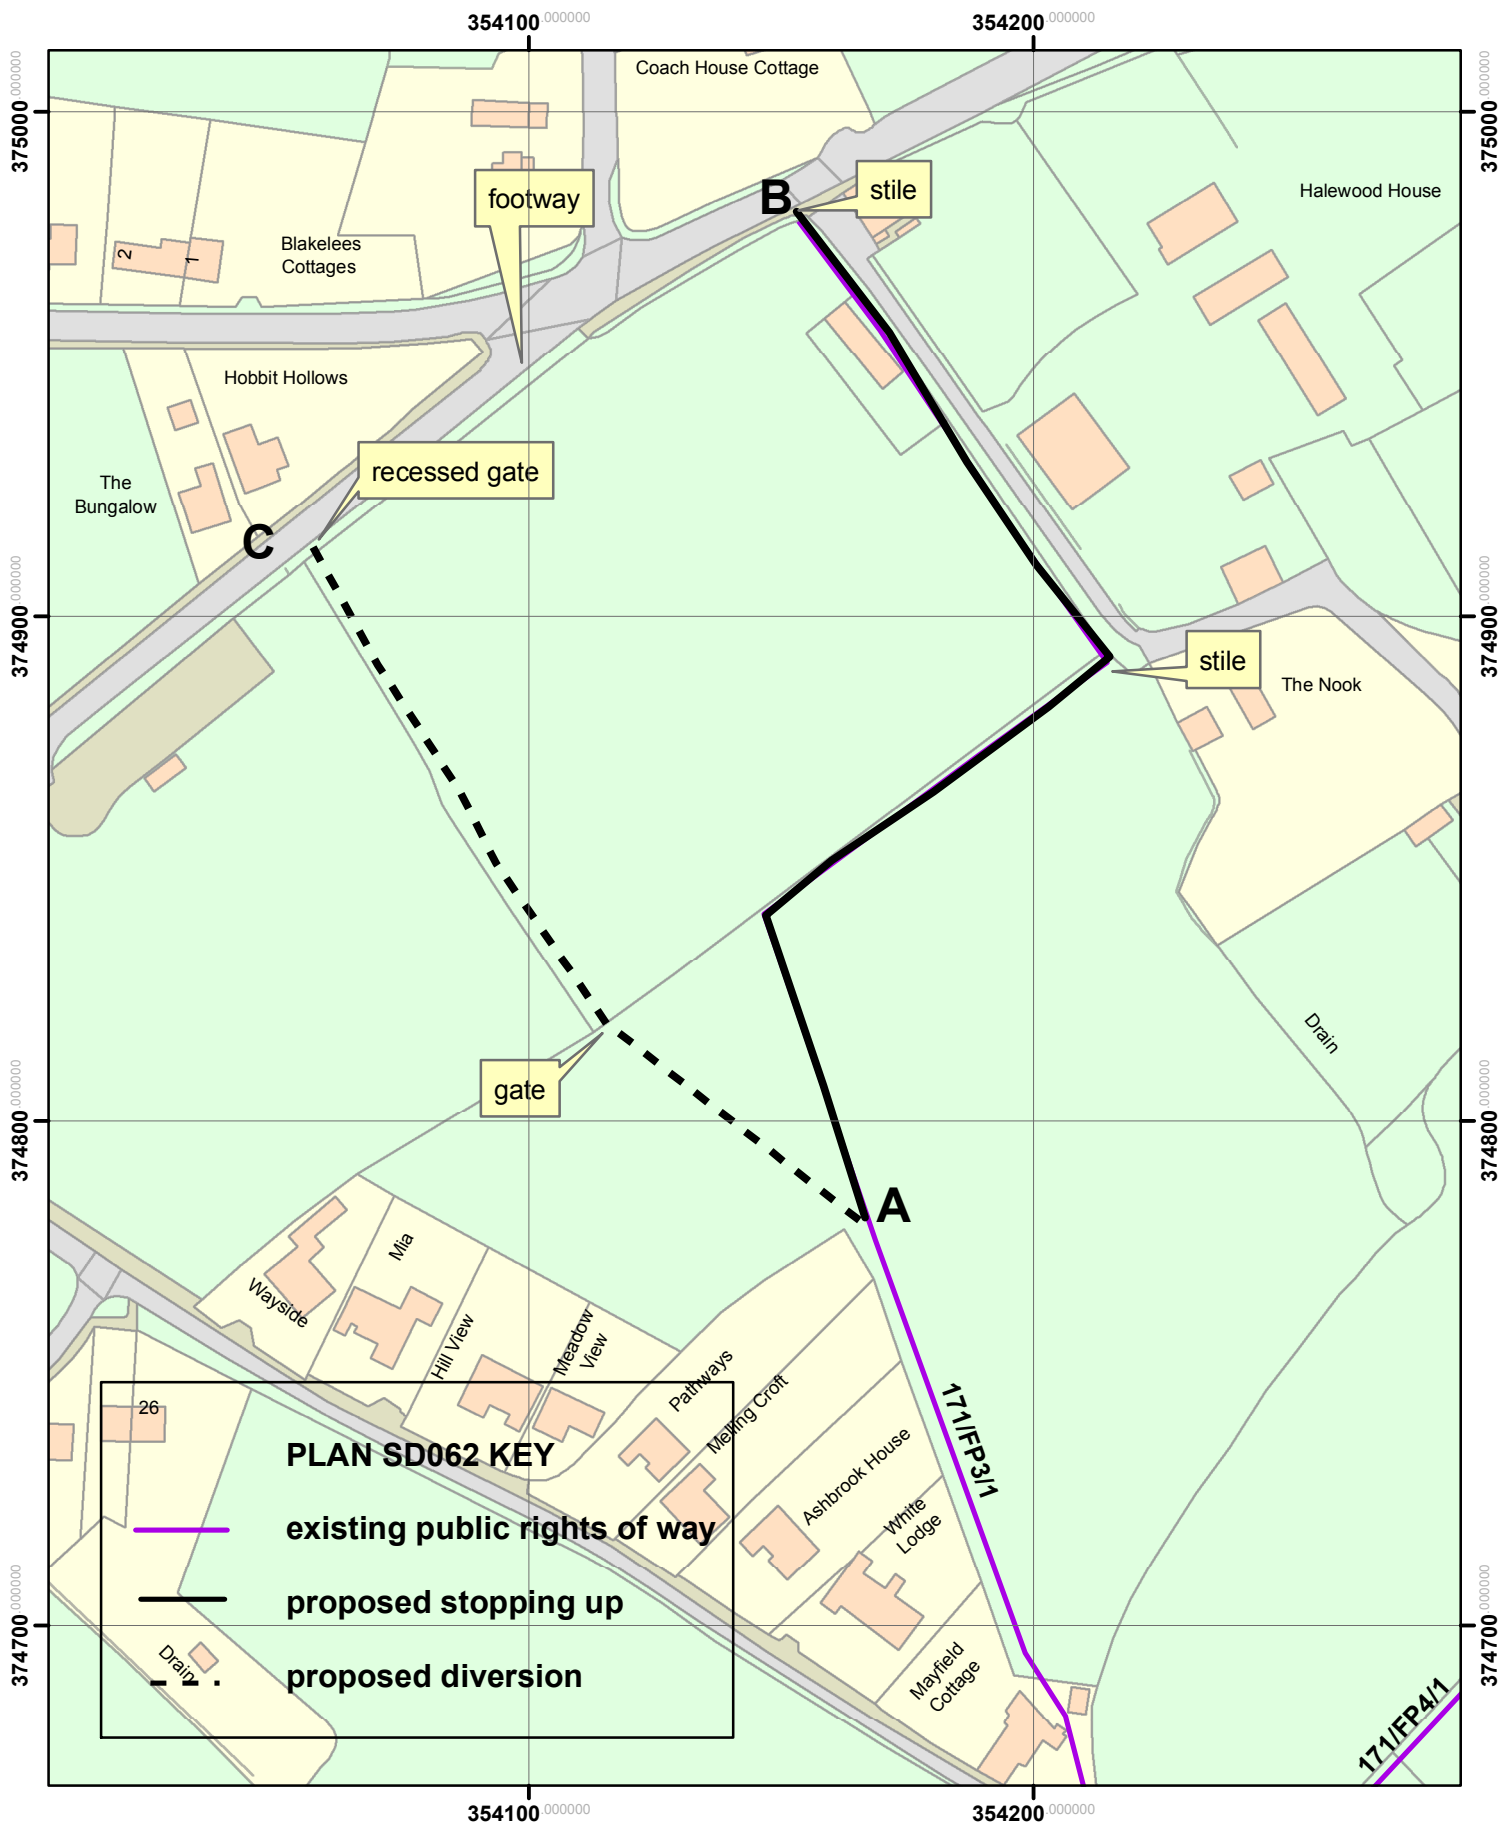 354100.000000
354200.000000
375000.000000
375000.000000
Coach House Cottage
B
stile
footway
Halewood House
Blakelees
Cottages
2
1
Hobbit Hollows
recessed gate
The
Bungalow
C
374900.000000
374900.000000
stile
The Nook
Drain
gate
374800.000000
374800.000000
A
Mia
Wayside
Hill View
Meadow
View
Pathways
Melling Croft
171/FP3/1
Ashbrook House
White
Lodge
26
PLAN SD062 KEY
existing public rights of way
proposed stopping up
proposed diversion
Drain
374700.000000
374700.000000
Mayfield
Cottage
171/FP4/1
354100.000000
354200.000000